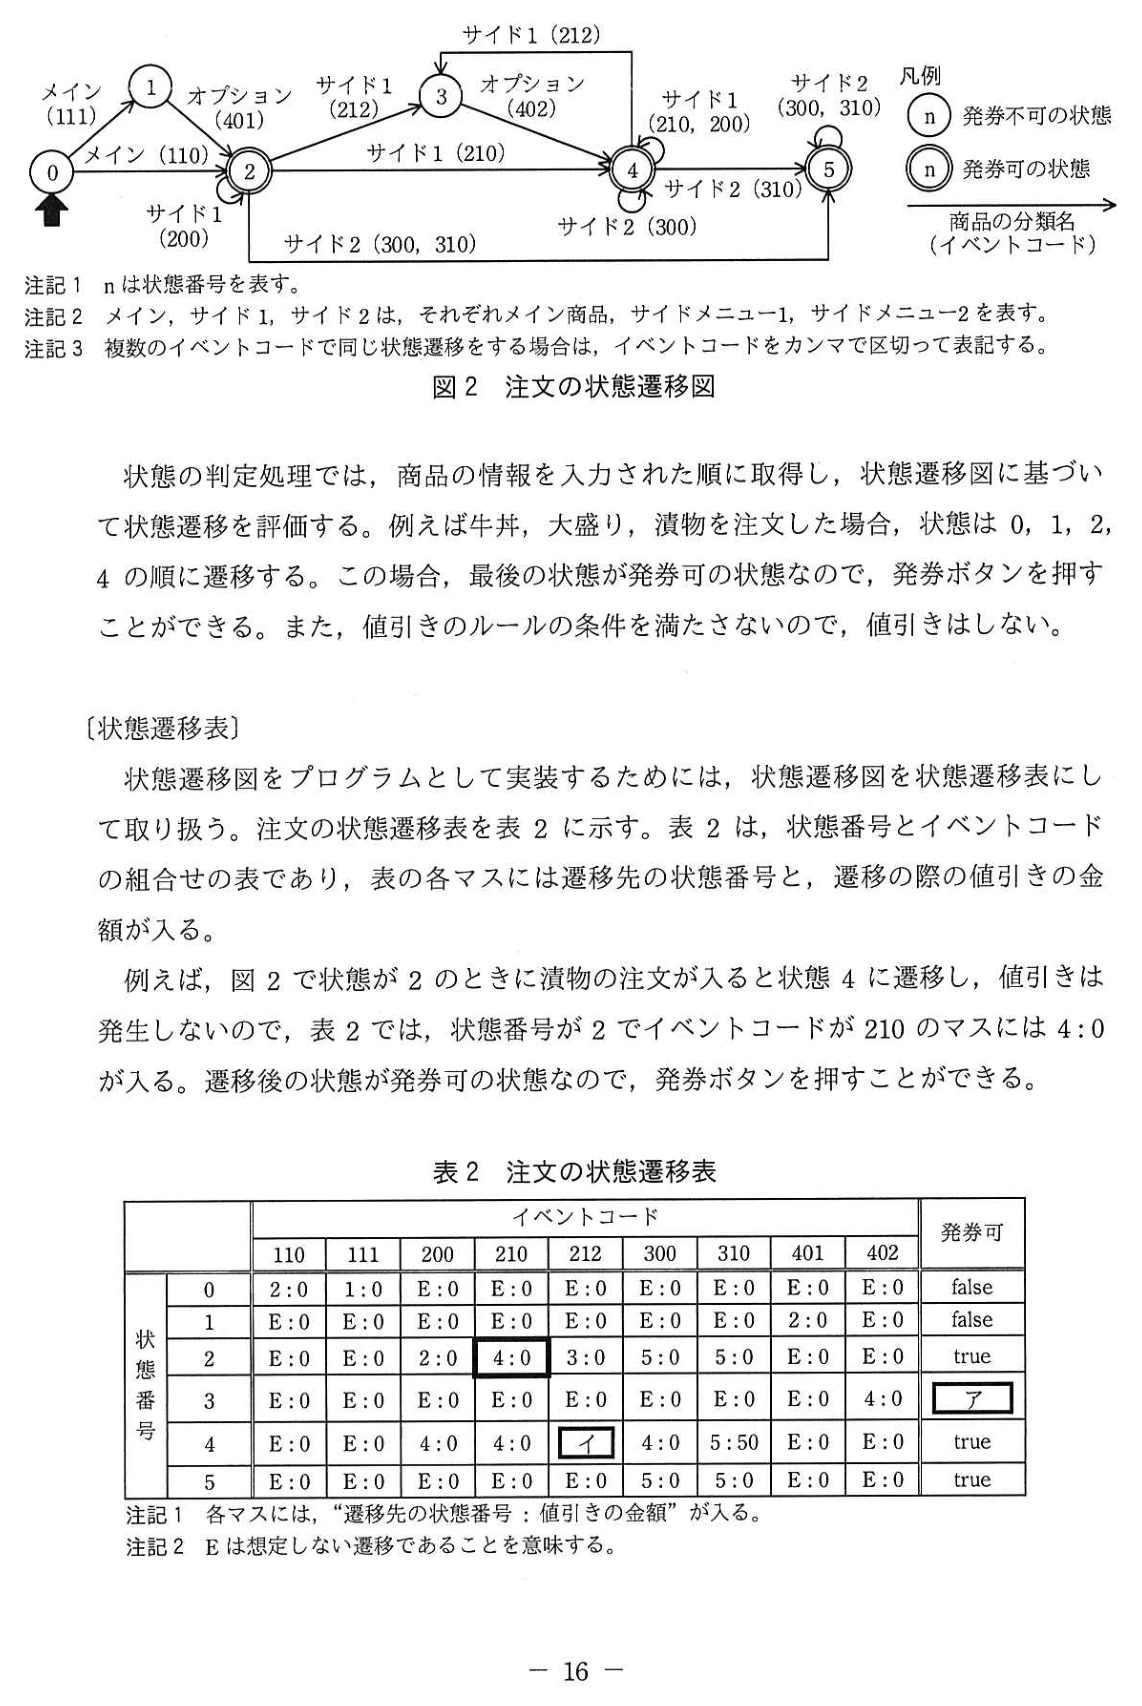 サイド1（212）
メイン
（111）
1
オプション
（401）
サイド1
（212）
3
オプション
（402）
サイド1
（210，200）
サイド2
（300，310）
凡例
n 発券不可の状態
0
メイン（110）
2
サイド1（210）
4
サイド2（310）
5
n 発券可の状態
サイド1
（200）
サイド2（300，310）
サイド2（300）
商品の分類名
（イベントコード）
注記1 nは状態番号を表す。
注記2 メイン，サイド1，サイド2は，それぞれメイン商品，サイドメニュー1，サイドメニュー2を表す。
注記3 複数のイベントコードで同じ状態遷移をする場合は，イベントコードをカンマで区切って表記する。
図2 注文の状態遷移図
状態の判定処理では，商品の情報を入力された順に取得し，状態遷移図に基づい
て状態遷移を評価する。例えば牛丼，大盛り，漬物を注文した場合，状態は 0，1，2，
4 の順に遷移する。この場合，最後の状態が発券可の状態なので，発券ボタンを押す
ことができる。また，値引きのルールの条件を満たさないので，値引きはしない。
〔状態遷移表〕
状態遷移図をプログラムとして実装するためには，状態遷移図を状態遷移表にし
て取り扱う。注文の状態遷移表を表 2 に示す。表 2 は，状態番号とイベントコード
の組合せの表であり，表の各マスには遷移先の状態番号と，遷移の際の値引きの金
額が入る。
例えば，図 2 で状態が 2 のときに漬物の注文が入ると状態 4 に遷移し，値引きは
発生しないので，表 2 では，状態番号が 2 でイベントコードが 210 のマスには 4:0
が入る。遷移後の状態が発券可の状態なので，発券ボタンを押すことができる。
表2 注文の状態遷移表
イベントコード 発券可
110 111 200 210 212 300 310 401 402
状態番号
0 2:0 1:0 E:0 E:0 E:0 E:0 E:0 E:0 E:0 false
1 E:0 E:0 E:0 E:0 E:0 E:0 E:0 2:0 E:0 false
2 E:0 E:0 2:0 4:0 3:0 5:0 5:0 E:0 E:0 true
3 E:0 E:0 E:0 E:0 E:0 E:0 E:0 E:0 4:0 ア
4 E:0 E:0 4:0 4:0 イ 4:0 5:50 E:0 E:0 true
5 E:0 E:0 E:0 E:0 E:0 5:0 5:0 E:0 E:0 true
注記1 各マスには，“遷移先の状態番号：値引きの金額”が入る。
注記2 Eは想定しない遷移であることを意味する。
－ 16 －